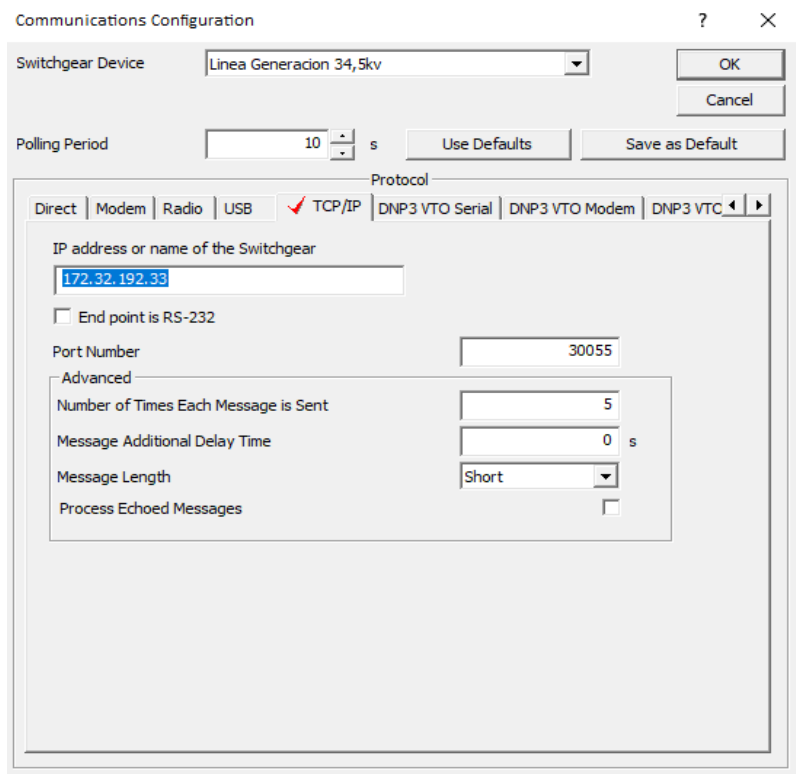 Communications Configuration ?
Switchgear Device Linea Generacion 34,5kv OK
Cancel
Polling Period 10 s Use Defaults Save as Default
Protocol
Direct Modem Radio USB TCP/IP DNP3 VTO Serial DNP3 VTO Modem DNP3 VTC
IP address or name of the Switchgear
172.32.192.33
End point is RS-232
Port Number 30055
Advanced
Number of Times Each Message is Sent 5
Message Additional Delay Time 0 s
Message Length Short
Process Echoed Messages